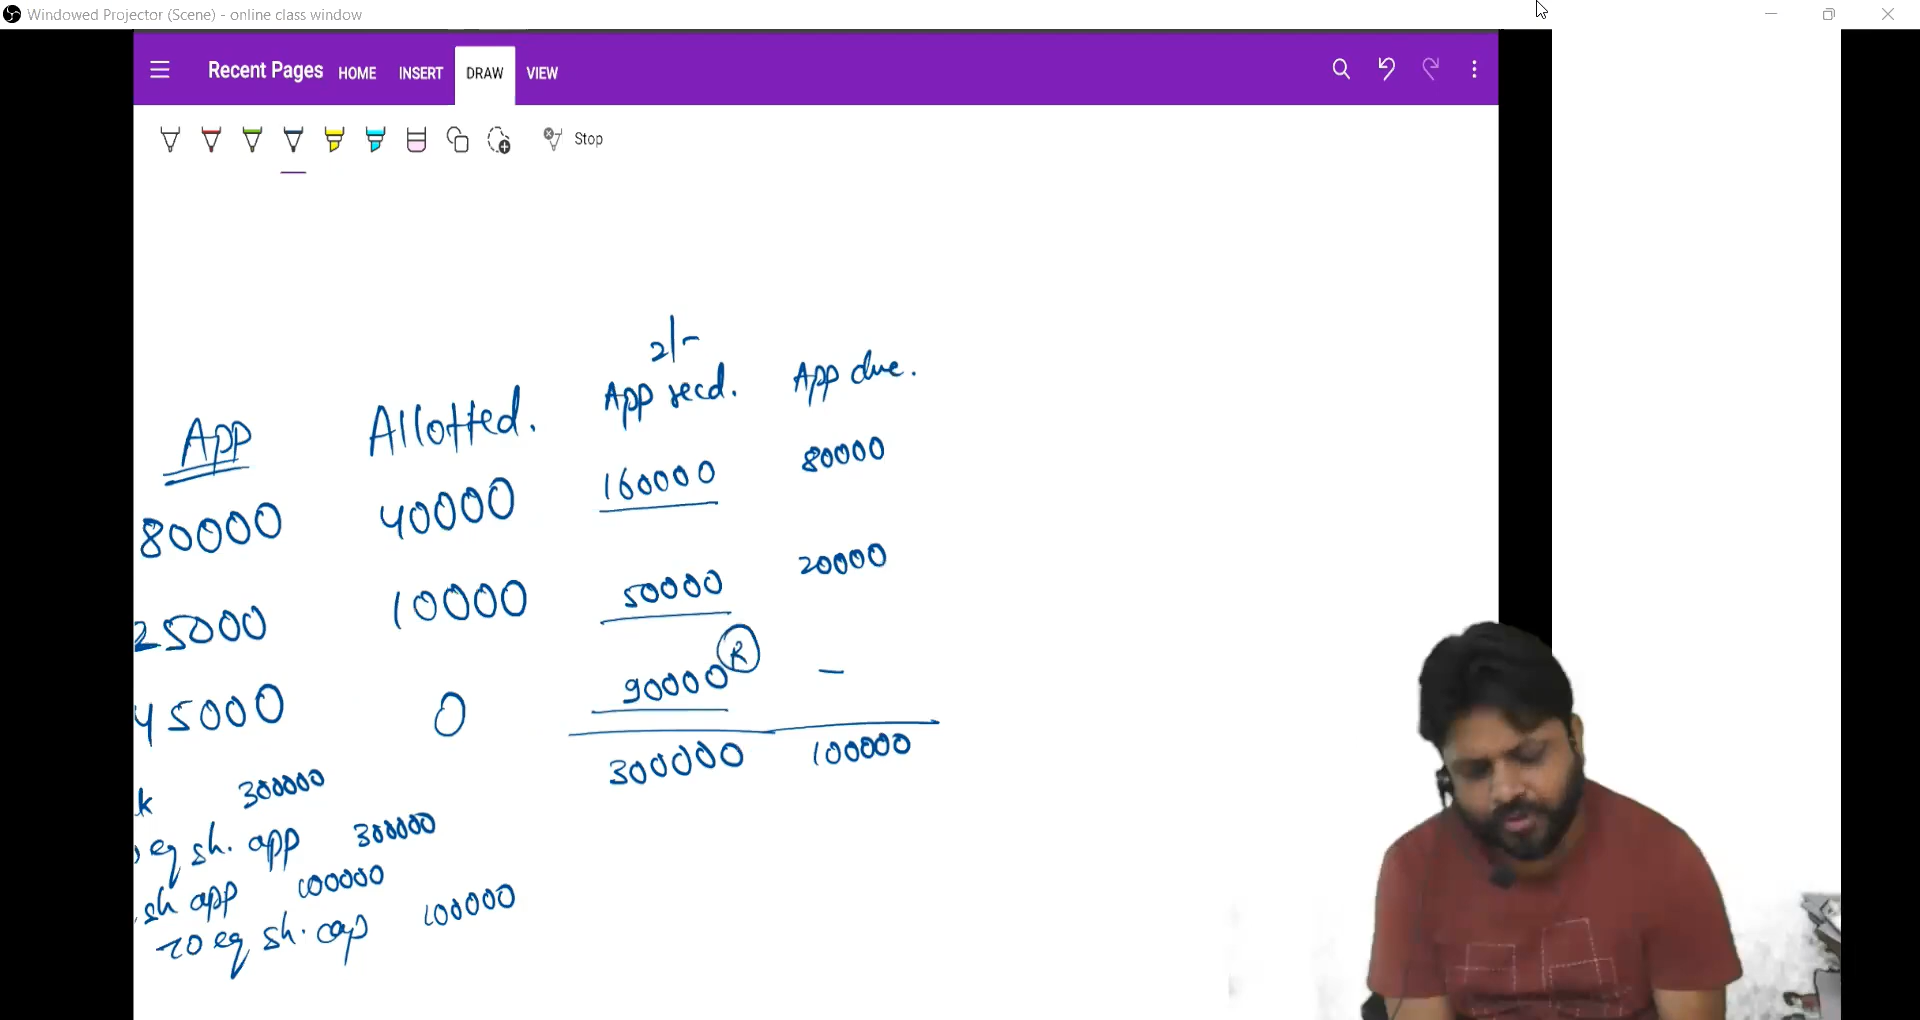 Windowed Projector (Scene) - online class window
Recent Pages HOME INSERT DRAW VIEW
Stop
2/-
App Allotted. App recd. App due.
80000 40000 160000 80000
25000 10000 50000 20000
45000 0 90000 R -
300000 100000
k 300000
eq sh. app 300000
sh app 100000
To eq sh. cap 100000